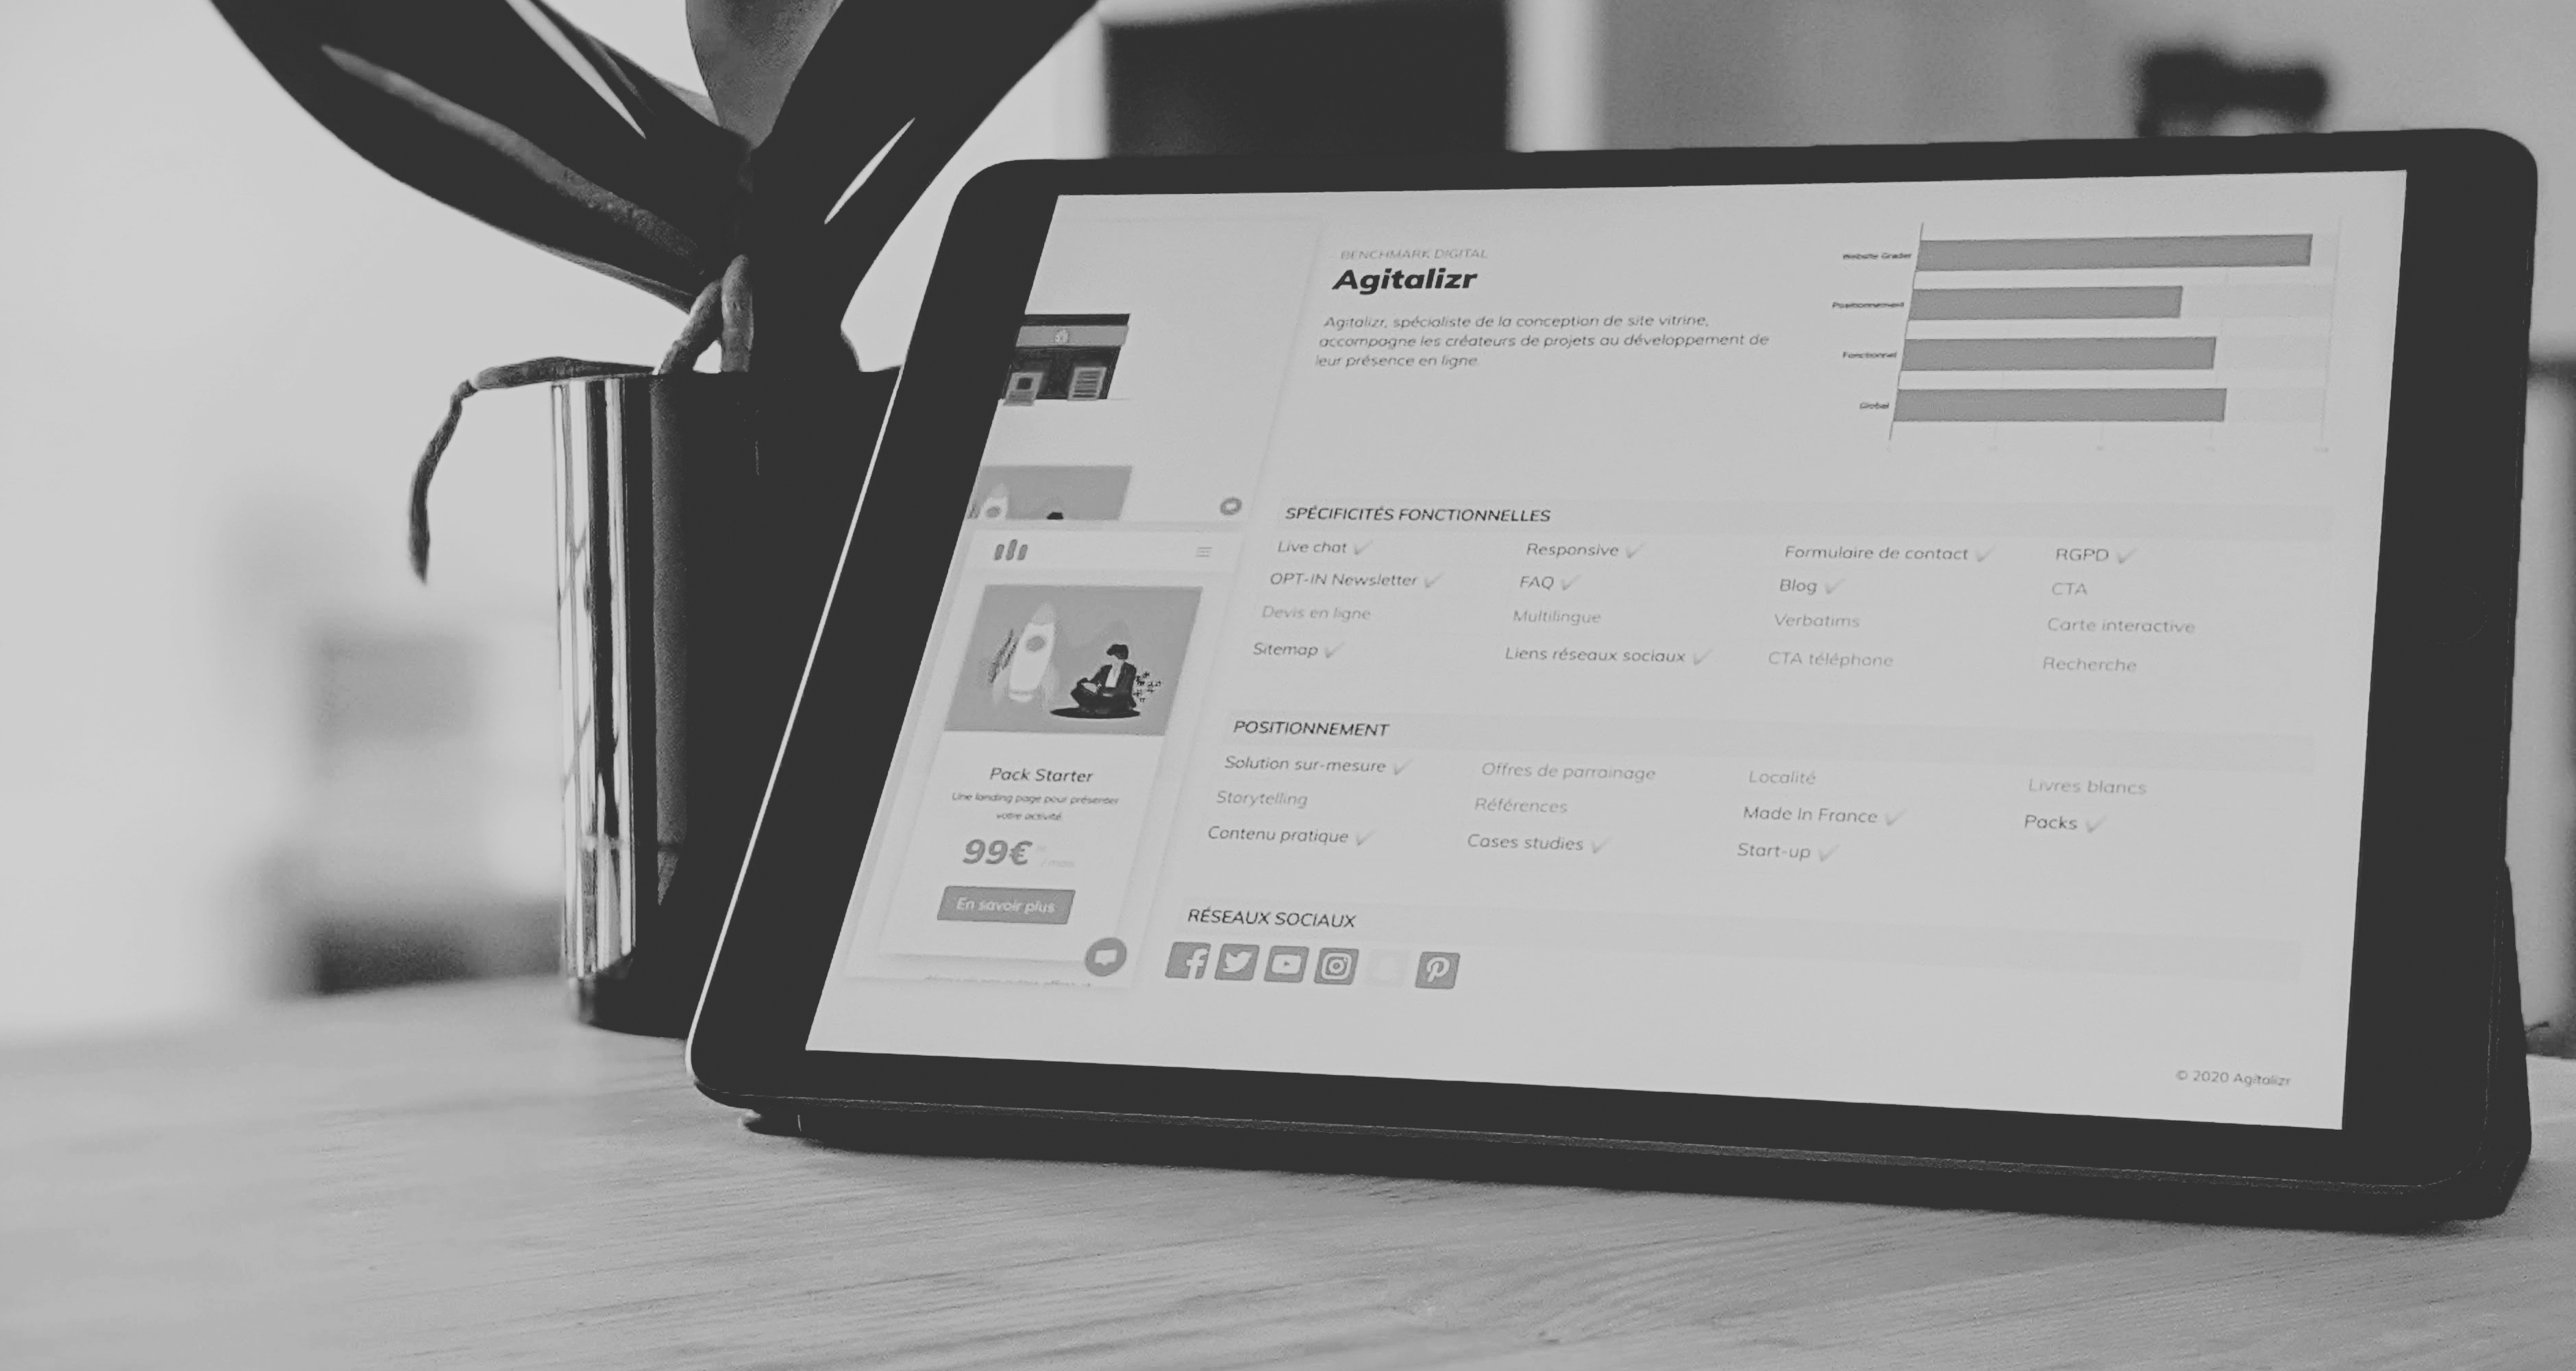 BENCHMARK DIGITAL
Agitalizr
Agitalizr, spécialiste de la conception de site vitrine,
accompagne les créateurs de projets au développement de
leur présence en ligne.
Website Grader
Positionnement
Fonctionnel
Global
SPÉCIFICITÉS FONCTIONNELLES
Live chat ✓ Responsive ✓ Formulaire de contact ✓ RGPD ✓
OPT-IN Newsletter ✓ FAQ ✓ Blog ✓ CTA
Devis en ligne Multilingue Verbatims Carte interactive
Sitemap ✓ Liens réseaux sociaux ✓ CTA téléphone Recherche
POSITIONNEMENT
Solution sur-mesure ✓ Offres de parrainage Localité Livres blancs
Storytelling Références Made In France ✓ Packs ✓
Contenu pratique ✓ Cases studies ✓ Start-up ✓
RÉSEAUX SOCIAUX
Pack Starter
Une landing page pour présenter
votre activité.
99€ / mois
En savoir plus
© 2020 Agitalizr